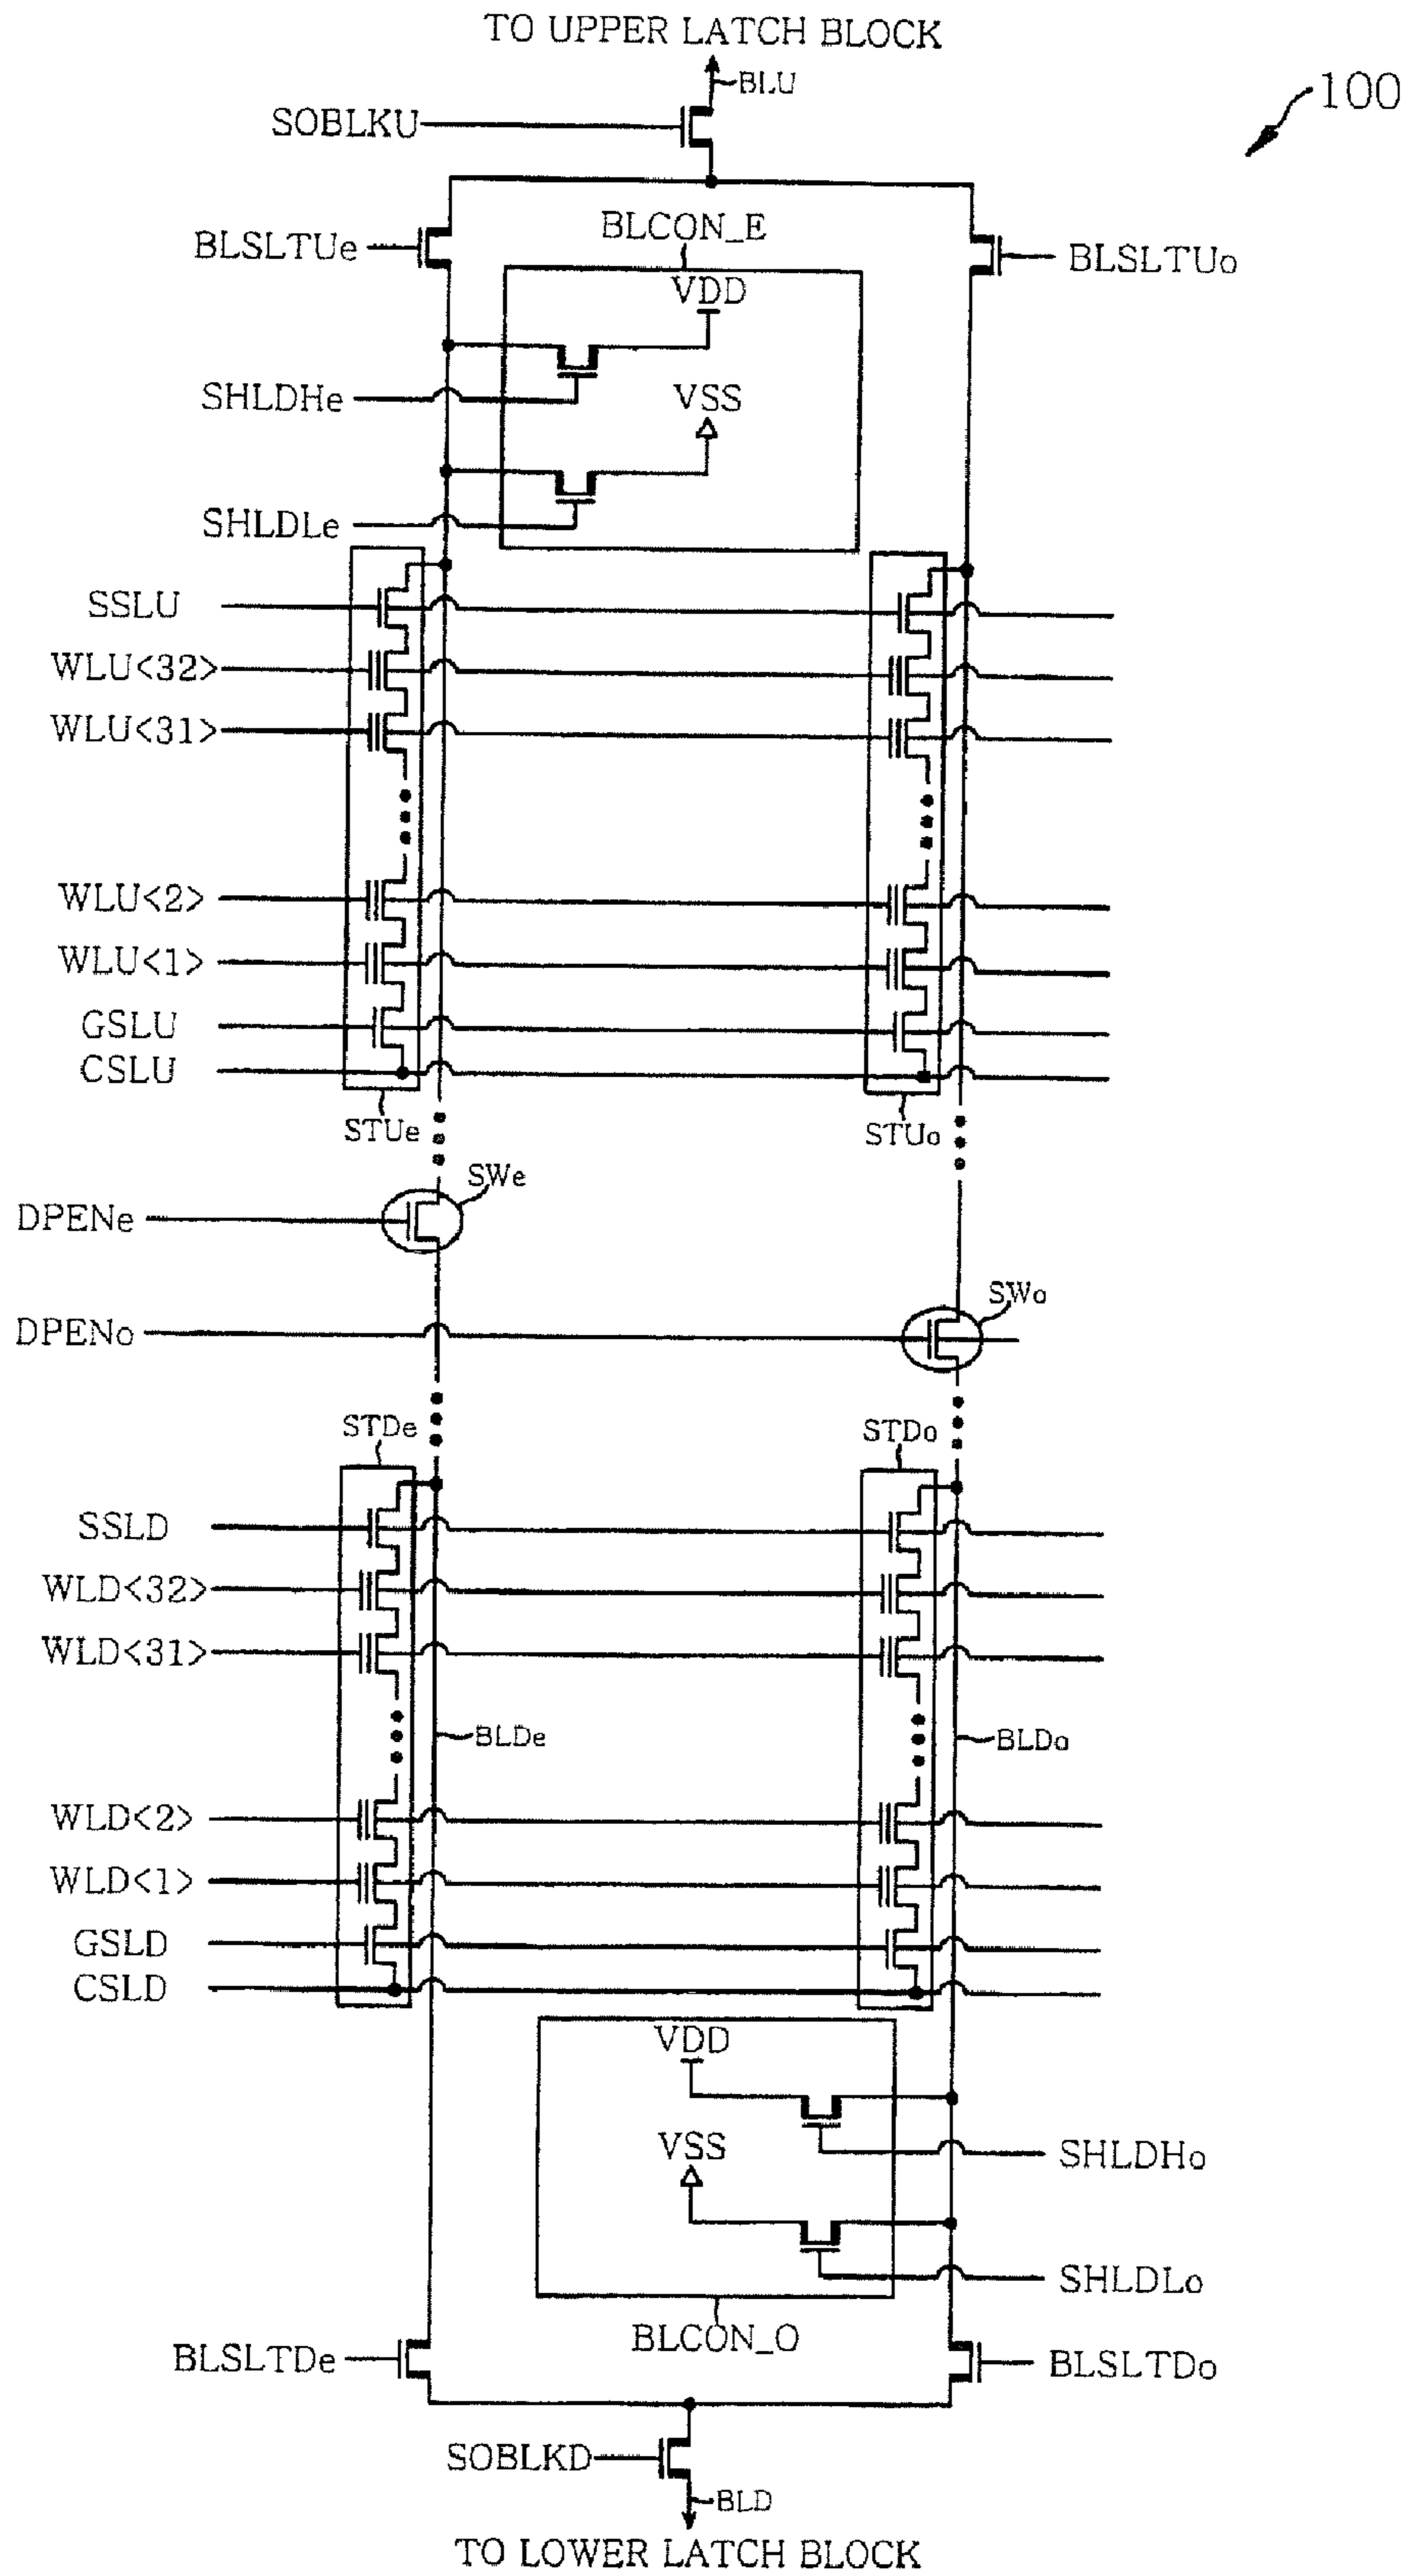 TO UPPER LATCH BLOCK
BLU
100
SOBLKU
BLCON_E
BLSLTUe
BLSLTUo
VDD
SHLDHe
VSS
SHLDLe
SSLU
WLU<32>
WLU<31>
WLU<2>
WLU<1>
GSLU
CSLU
STUe
STUo
SWe
DPENe
SWo
DPENo
STDe
STDo
SSLD
WLD<32>
WLD<31>
BLDe
BLDo
WLD<2>
WLD<1>
GSLD
CSLD
VDD
VSS
SHLDHo
SHLDLo
BLCON_O
BLSLTDe
BLSLTDo
SOBLKD
BLD
TO LOWER LATCH BLOCK